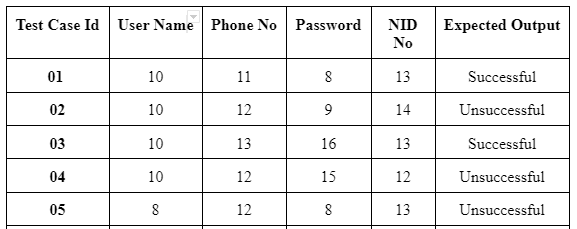 Test Case Id User Name Phone No Password NID No Expected Output
01 10 11 8 13 Successful
02 10 12 9 14 Unsuccessful
03 10 13 16 13 Successful
04 10 12 15 12 Unsuccessful
05 8 12 8 13 Unsuccessful